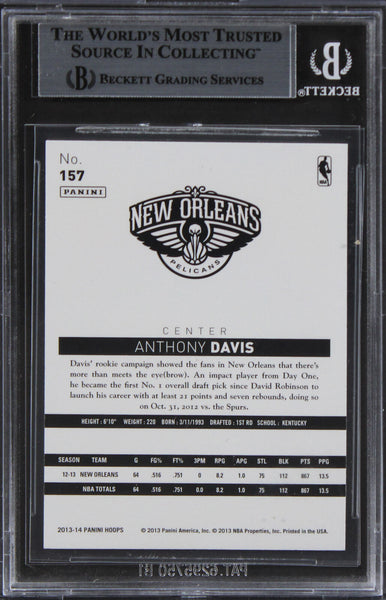 THE WORLD'S MOST TRUSTED
SOURCE IN COLLECTING™
BECKETT GRADING SERVICES
BECKETT
No.
157
PANINI
NBA
NEW ORLEANS
PELICANS
CENTER
ANTHONY DAVIS
Davis' rookie campaign showed the fans in New Orleans that there's
more than meets the eye(brow). An impact player from Day One,
he became the first No. 1 overall draft pick since David Robinson to
launch his career with at least 21 points and seven rebounds, doing so
on Oct. 31, 2012 vs. the Spurs.
HEIGHT: 6'10" WEIGHT: 220 BORN: 3/11/1993 DRAFTED: 1ST RD SCHOOL: KENTUCKY
SEASON TEAM G FG% FT% 3PM RPG APG STL BLK PTS PPG
12-13 NEW ORLEANS 64 .516 .751 0 8.2 1.0 75 112 867 13.5
NBA TOTALS 64 .516 .751 0.0 8.2 1.0 75 112 867 13.5
2013-14 PANINI HOOPS © 2013 Panini America, Inc. © 2013 NBA Properties, Inc. Printed in the USA.